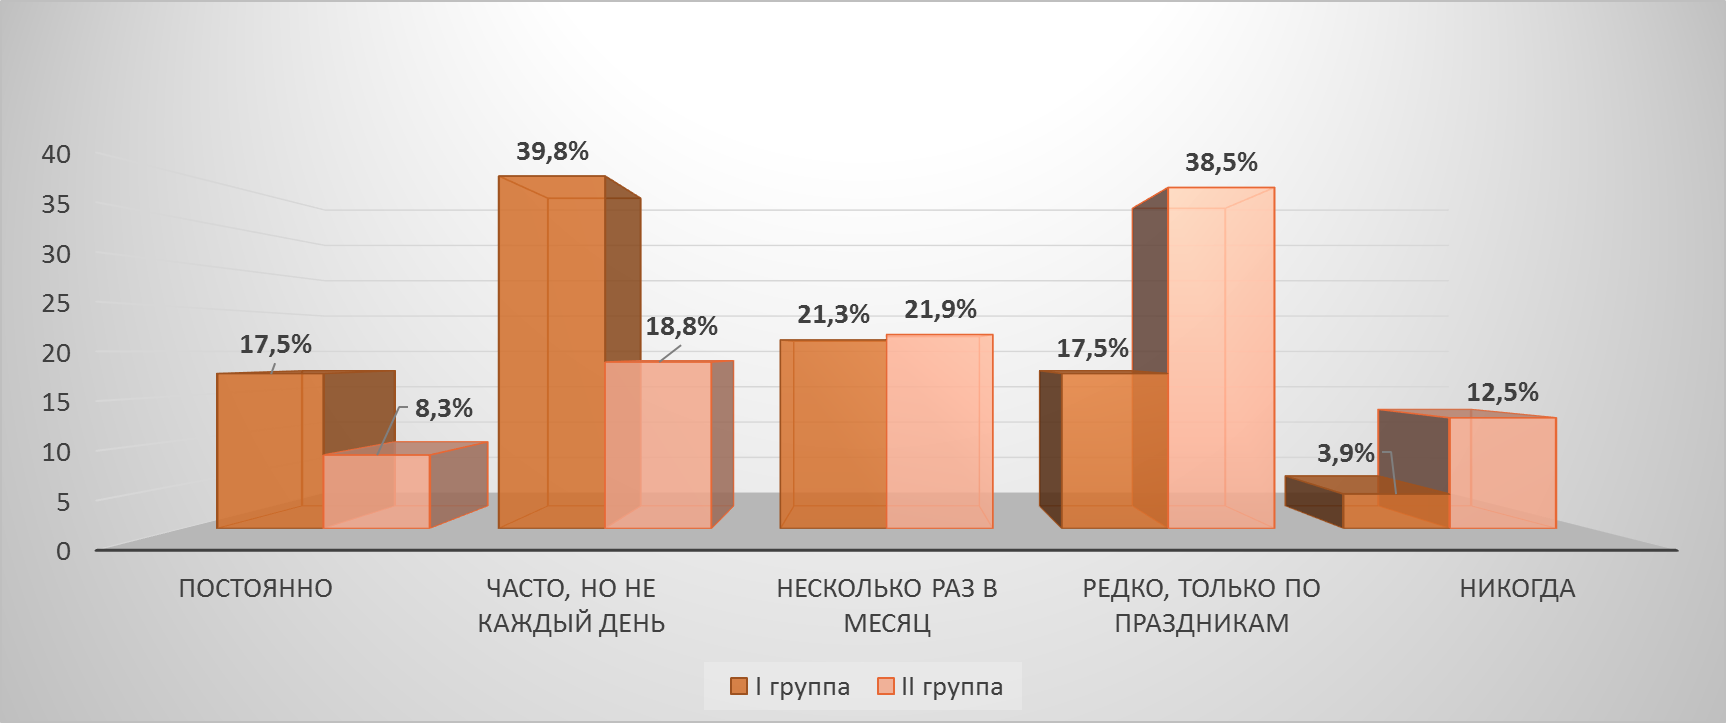 40
35
30
25
20
15
10
5
0
17,5%
8,3%
39,8%
18,8%
21,3%
21,9%
17,5%
38,5%
3,9%
12,5%
ПОСТОЯННО
ЧАСТО, НО НЕ
КАЖДЫЙ ДЕНЬ
НЕСКОЛЬКО РАЗ В
МЕСЯЦ
РЕДКО, ТОЛЬКО ПО
ПРАЗДНИКАМ
НИКОГДА
I группа
II группа